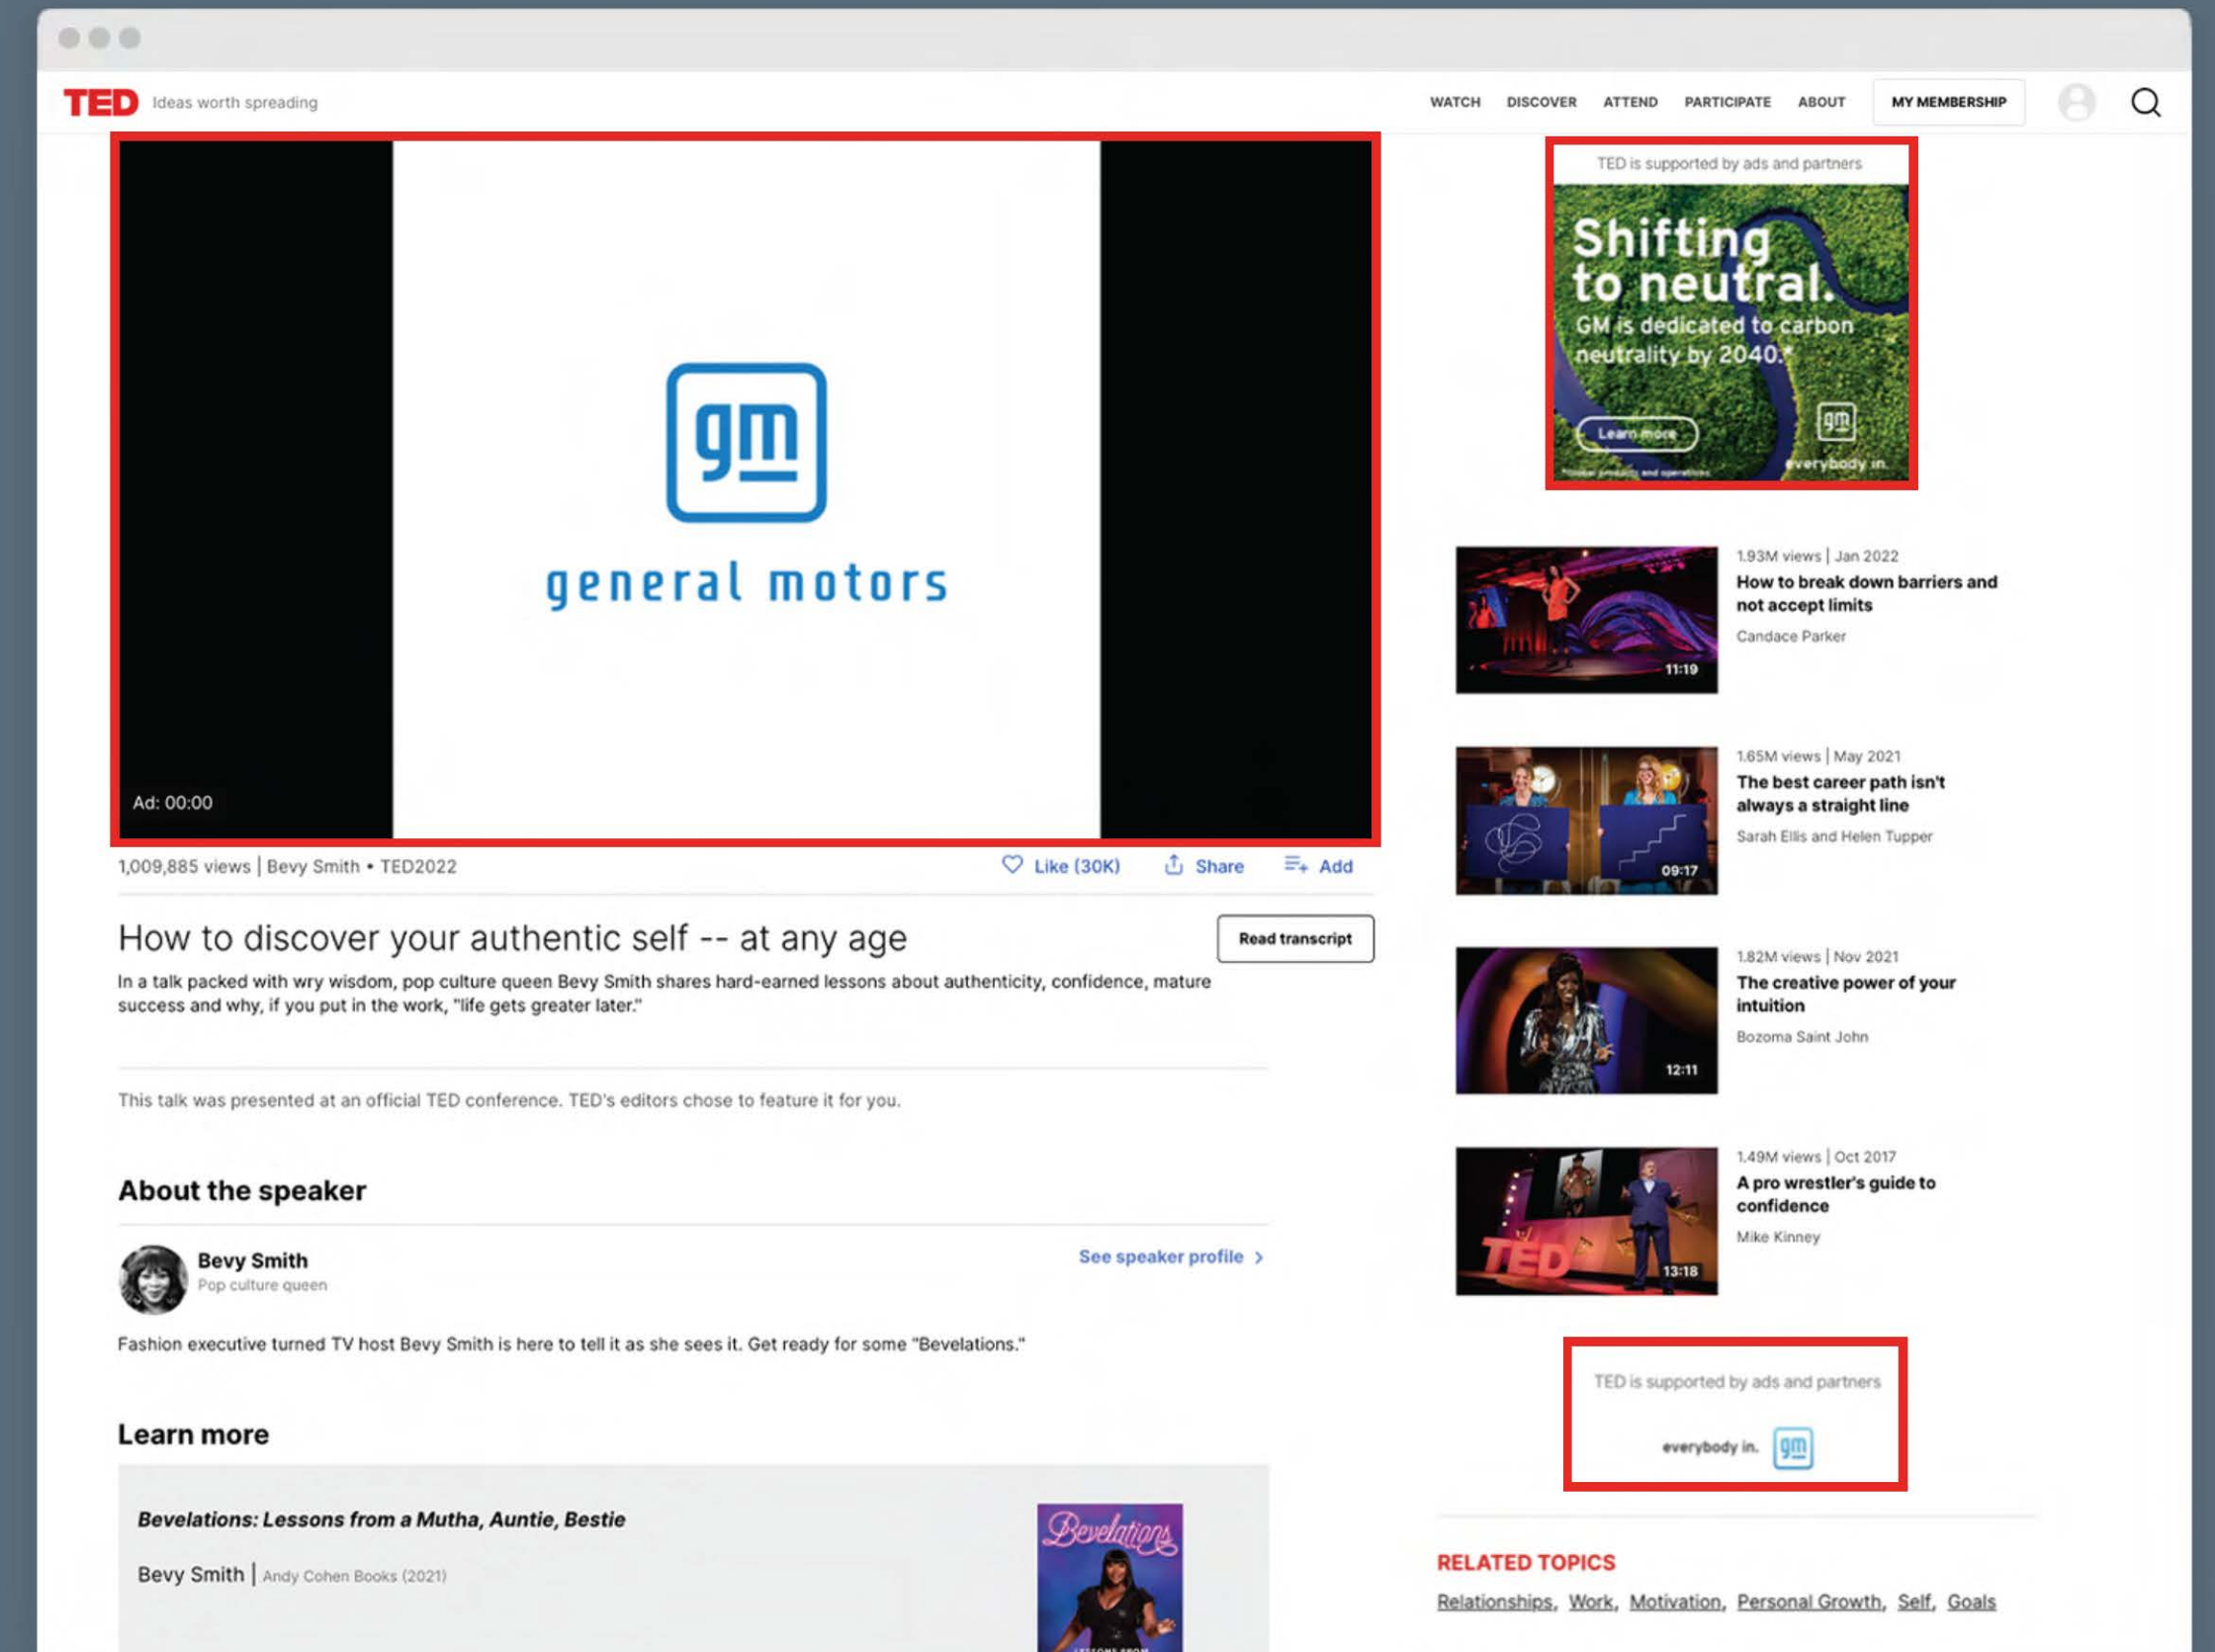 TED Ideas worth spreading
WATCH DISCOVER ATTEND PARTICIPATE ABOUT MY MEMBERSHIP
gm
general motors
Ad: 00:00
1,009,885 views | Bevy Smith • TED2022
Like (30K) Share Add
How to discover your authentic self -- at any age
Read transcript
In a talk packed with wry wisdom, pop culture queen Bevy Smith shares hard-earned lessons about authenticity, confidence, mature
success and why, if you put in the work, "life gets greater later."
This talk was presented at an official TED conference. TED's editors chose to feature it for you.
About the speaker
Bevy Smith
Pop culture queen
See speaker profile >
Fashion executive turned TV host Bevy Smith is here to tell it as she sees it. Get ready for some "Bevelations."
Learn more
Bevelations: Lessons from a Mutha, Auntie, Bestie
Bevy Smith | Andy Cohen Books (2021)
Bevelations
LESSONS FROM
TED is supported by ads and partners
Shifting
to neutral.
GM is dedicated to carbon
neutrality by 2040.*
Learn more
gm
everybody in.
*Global products and operations.
1.93M views | Jan 2022
How to break down barriers and
not accept limits
Candace Parker
11:19
1.65M views | May 2021
The best career path isn't
always a straight line
Sarah Ellis and Helen Tupper
09:17
1.82M views | Nov 2021
The creative power of your
intuition
Bozoma Saint John
12:11
1.49M views | Oct 2017
A pro wrestler's guide to
confidence
Mike Kinney
TED
13:18
TED is supported by ads and partners
everybody in. gm
RELATED TOPICS
Relationships, Work, Motivation, Personal Growth, Self, Goals